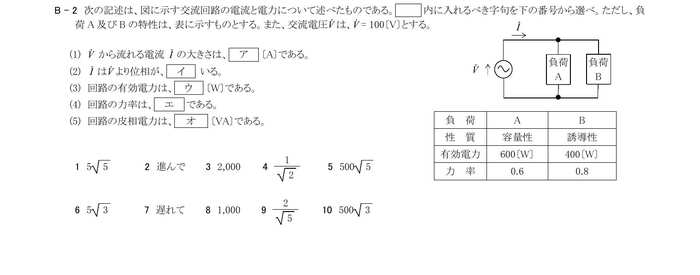 B－2 次の記述は、図に示す交流回路の電流と電力について述べたものである。 内に入れるべき字句を下の番号から選べ。ただし、負
荷A及びBの特性は、表に示すものとする。また、交流電圧V̇は、V̇＝100〔V〕とする。
(1) V̇ から流れる電流 İ の大きさは、 ア 〔A〕である。
(2) İ はV̇より位相が、 イ いる。
(3) 回路の有効電力は、 ウ 〔W〕である。
(4) 回路の力率は、 エ である。
(5) 回路の皮相電力は、 オ 〔VA〕である。
İ
V̇
負荷 A
負荷 B
負 荷 A B
性 質 容量性 誘導性
有効電力 600〔W〕 400〔W〕
力 率 0.6 0.8
1 5√5 2 進んで 3 2,000 4 1/√2 5 500√5
6 5√3 7 遅れて 8 1,000 9 2/√5 10 500√3